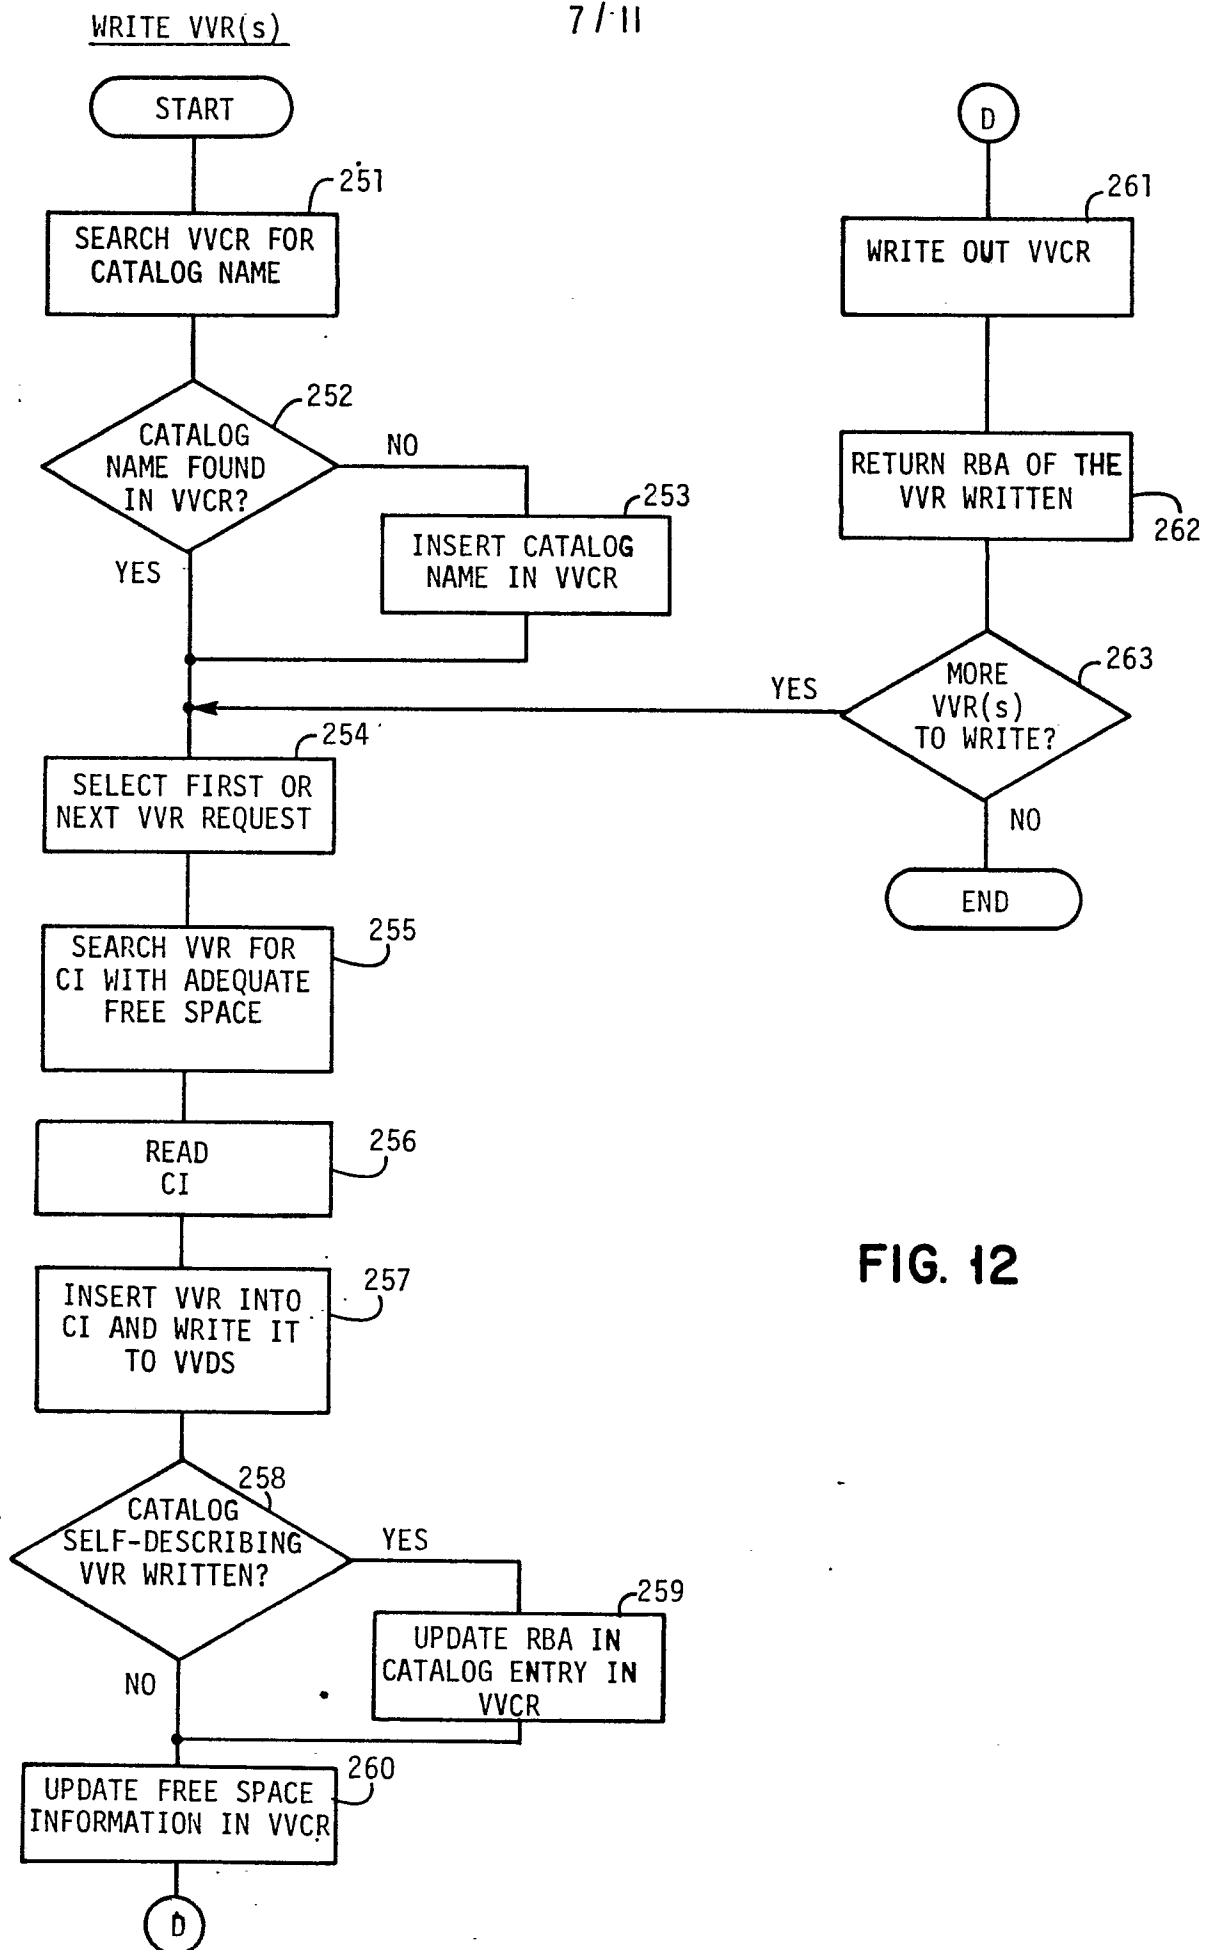 WRITE VVR(s)
7/11
START
251
SEARCH VVCR FOR
CATALOG NAME
252
CATALOG
NAME FOUND
IN VVCR?
NO
YES
253
INSERT CATALOG
NAME IN VVCR
254
SELECT FIRST OR
NEXT VVR REQUEST
255
SEARCH VVR FOR
CI WITH ADEQUATE
FREE SPACE
256
READ
CI
257
INSERT VVR INTO
CI AND WRITE IT
TO VVDS
258
CATALOG
SELF-DESCRIBING
VVR WRITTEN?
YES
NO
259
UPDATE RBA IN
CATALOG ENTRY IN
VVCR
260
UPDATE FREE SPACE
INFORMATION IN VVCR
D
D
261
WRITE OUT VVCR
RETURN RBA OF THE
VVR WRITTEN
262
263
MORE
VVR(s)
TO WRITE?
YES
NO
END
FIG. 12